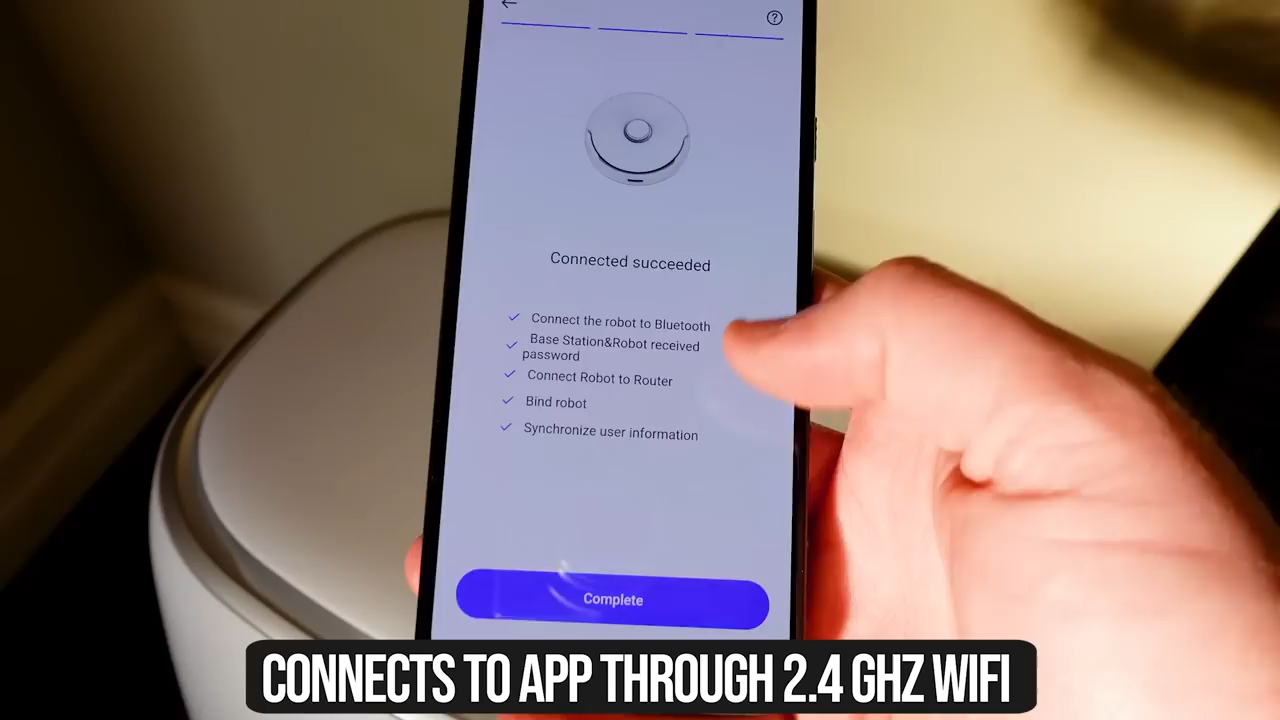 Connected succeeded
Connect the robot to Bluetooth
Base Station&Robot received
password
Connect Robot to Router
Bind robot
Synchronize user information
Complete
CONNECTS TO APP THROUGH 2.4 GHZ WIFI